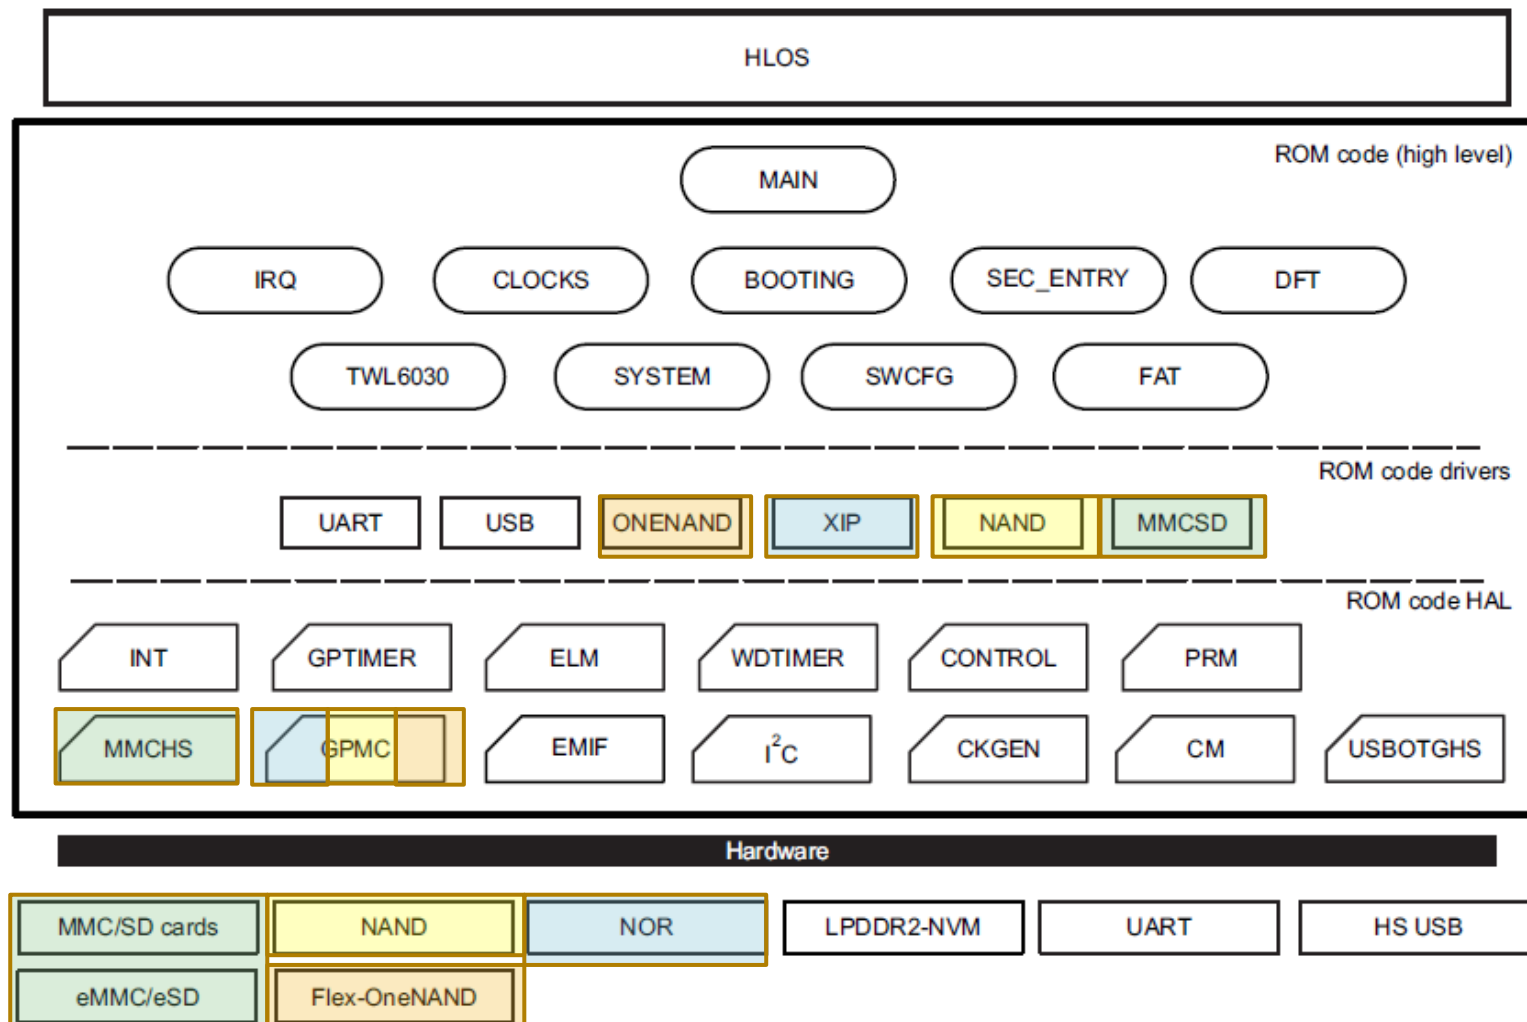 HLOS
ROM code (high level)
MAIN
IRQ CLOCKS BOOTING SEC_ENTRY DFT
TWL6030 SYSTEM SWCFG FAT
ROM code drivers
UART USB ONENAND XIP NAND MMCSD
ROM code HAL
INT GPTIMER ELM WDTIMER CONTROL PRM
MMCHS GPMC EMIF I²C CKGEN CM USBOTGHS
Hardware
MMC/SD cards NAND NOR LPDDR2-NVM UART HS USB
eMMC/eSD Flex-OneNAND